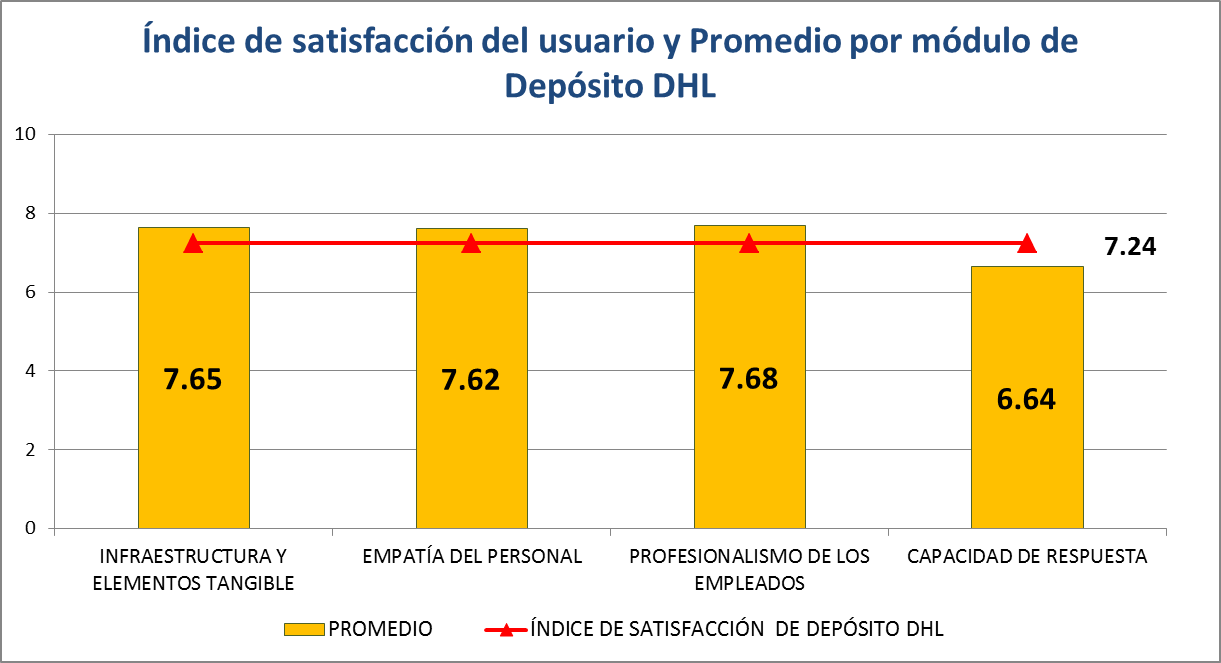 Índice de satisfacción del usuario y Promedio por módulo de
Depósito DHL
10
8
6
4
2
0
7.65
7.62
7.68
6.64
7.24
INFRAESTRUCTURA Y
ELEMENTOS TANGIBLE
EMPATÍA DEL PERSONAL
PROFESIONALISMO DE LOS
EMPLEADOS
CAPACIDAD DE RESPUESTA
PROMEDIO
ÍNDICE DE SATISFACCIÓN DE DEPÓSITO DHL